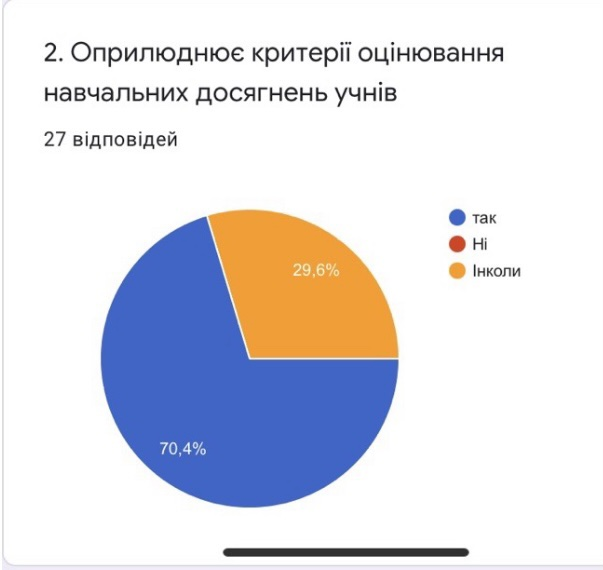 2. Оприлюднює критерії оцінювання
навчальних досягнень учнів
27 відповідей
так
Ні
Інколи
29,6%
70,4%